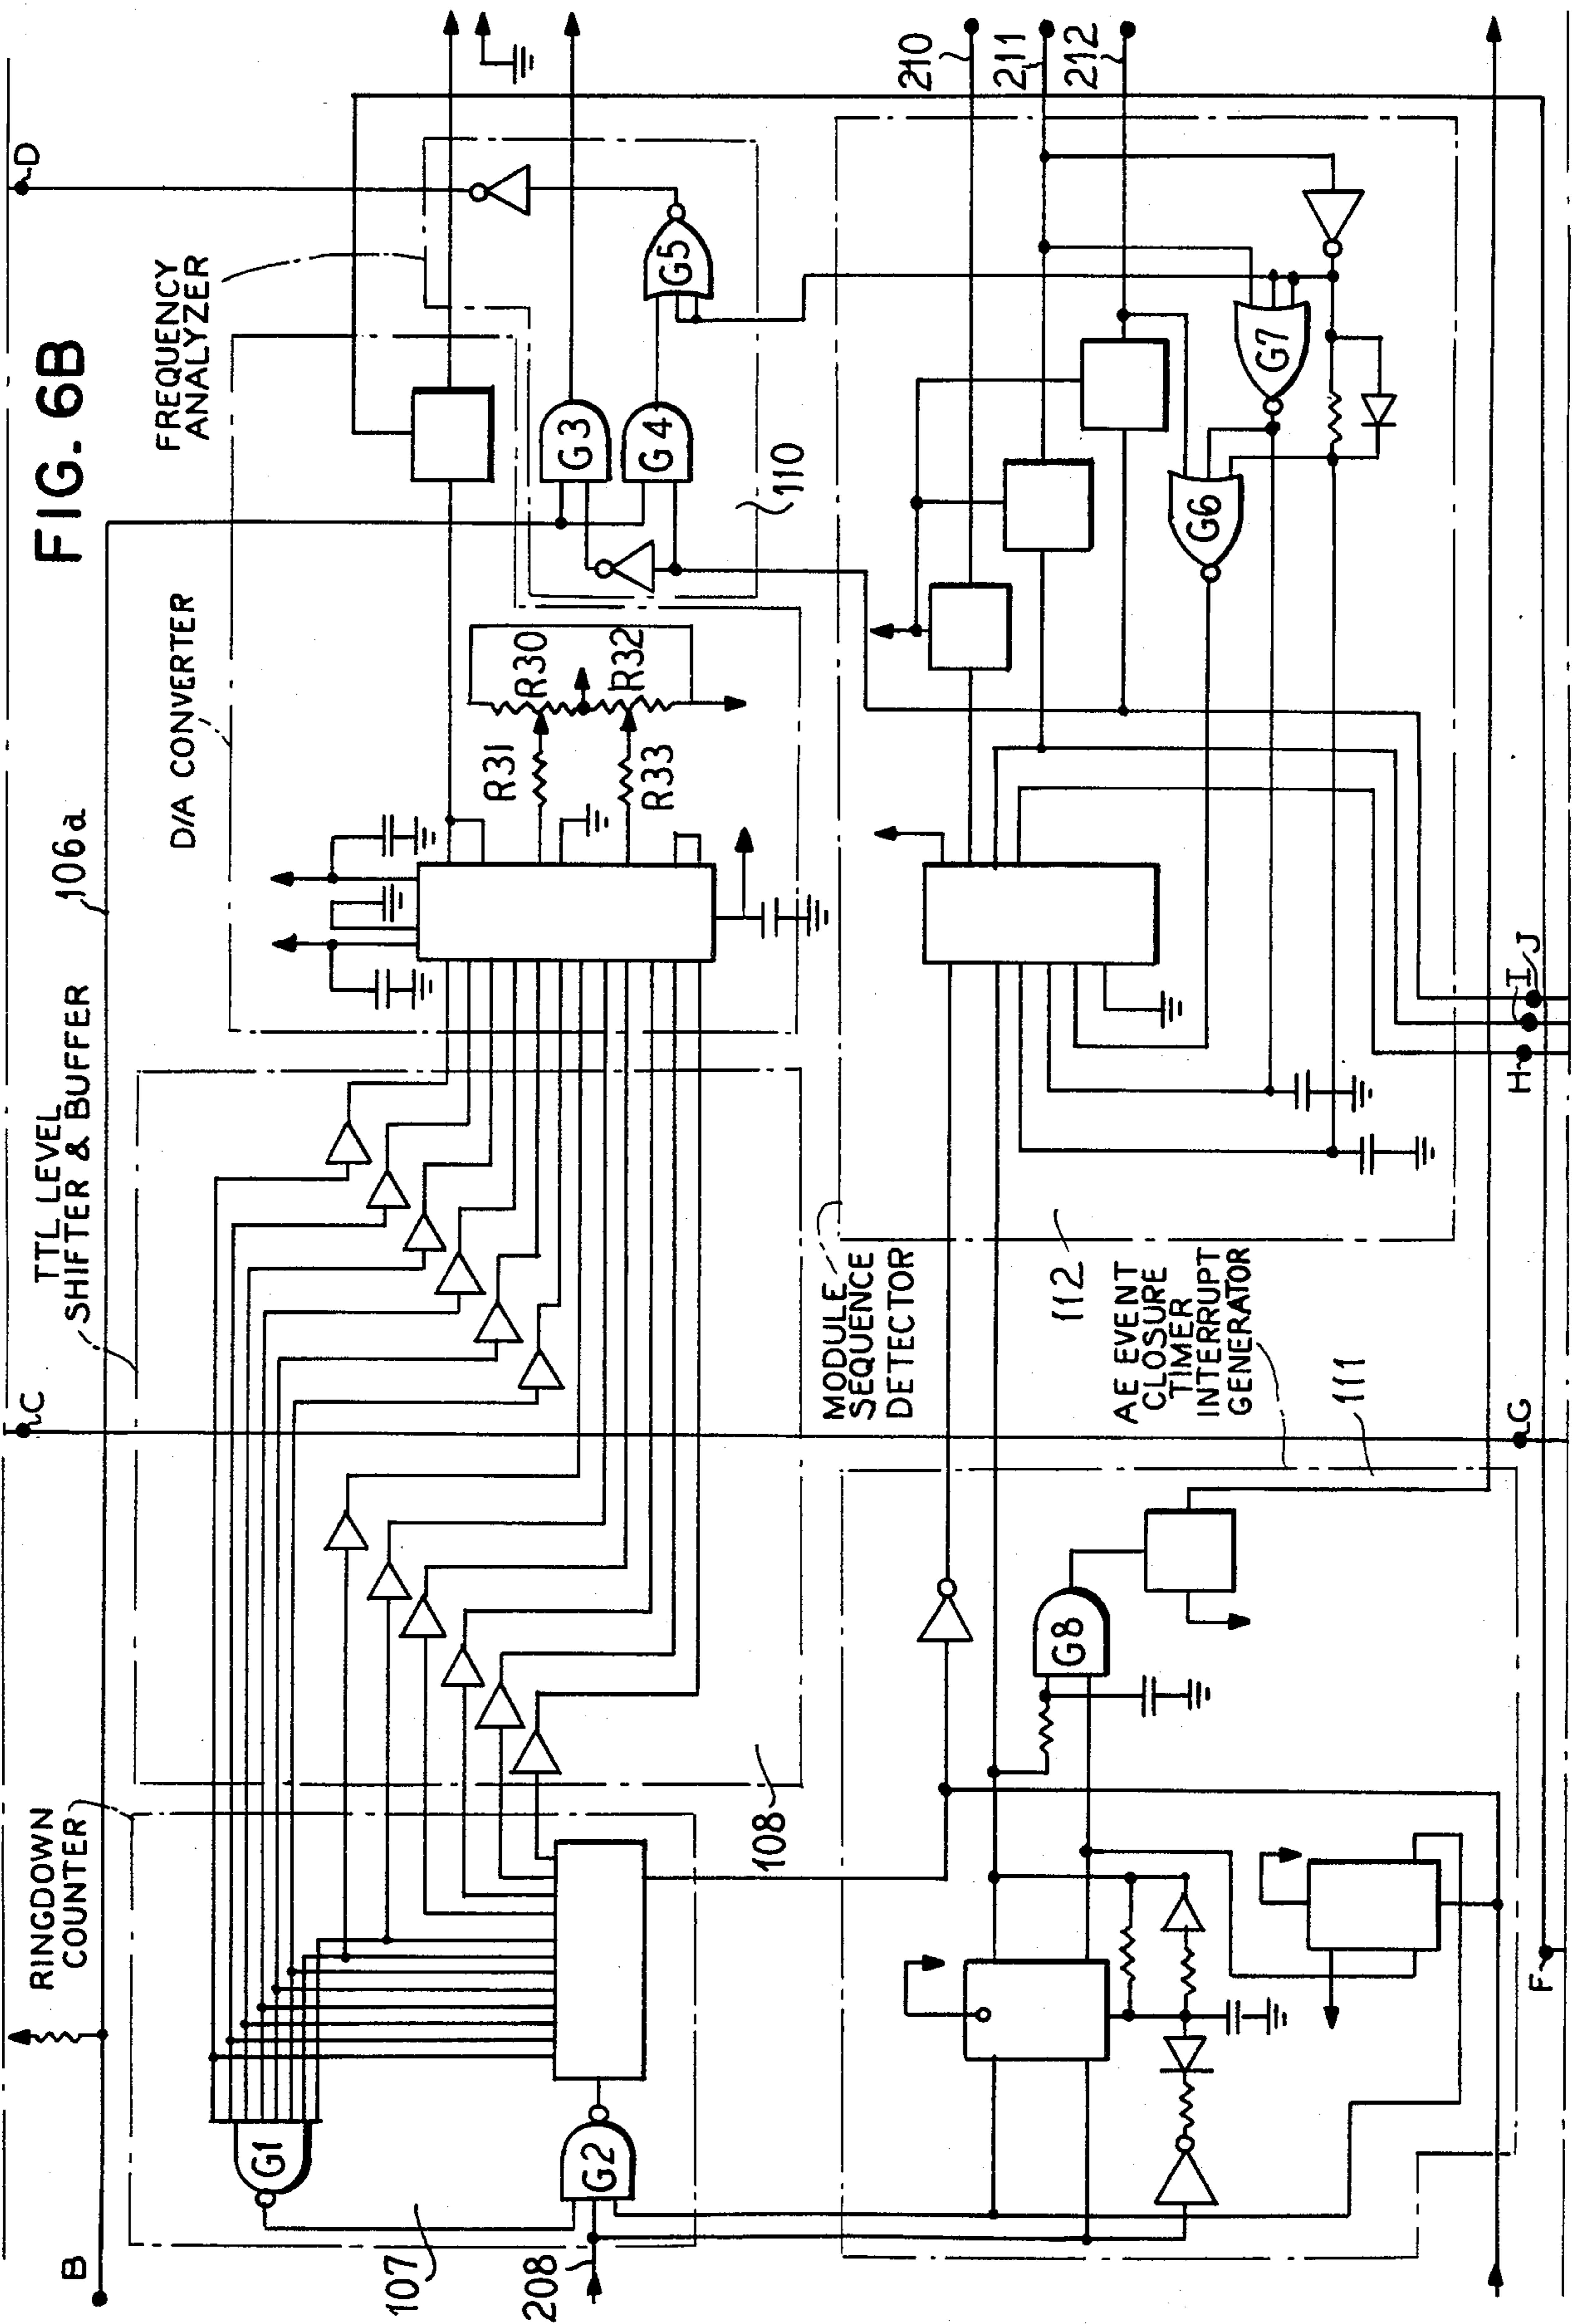 FIG. 6B
B
RINGDOWN
COUNTER
TTL LEVEL
SHIFTER & BUFFER
106a
D/A CONVERTER
FREQUENCY
ANALYZER
C
D
G1
G2
107
208
108
R31
R30
R33
R32
G3
G4
G5
110
MODULE
SEQUENCE
DETECTOR
112
AE EVENT
CLOSURE
TIMER
INTERRUPT
GENERATOR
111
G8
G6
G7
210
211
212
F
G
H
I
J